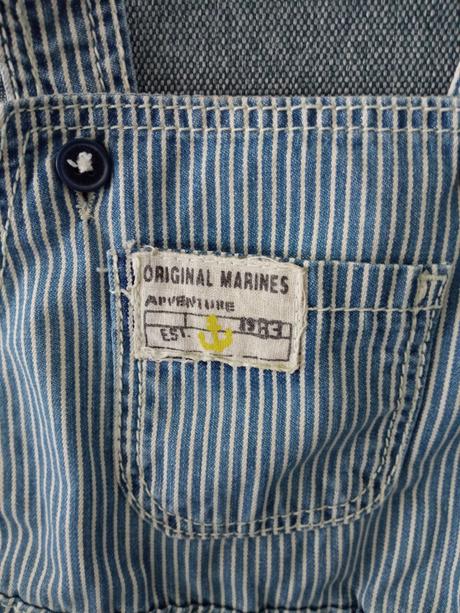 ORIGINAL MARINES
ADVENTURE
EST. 1983